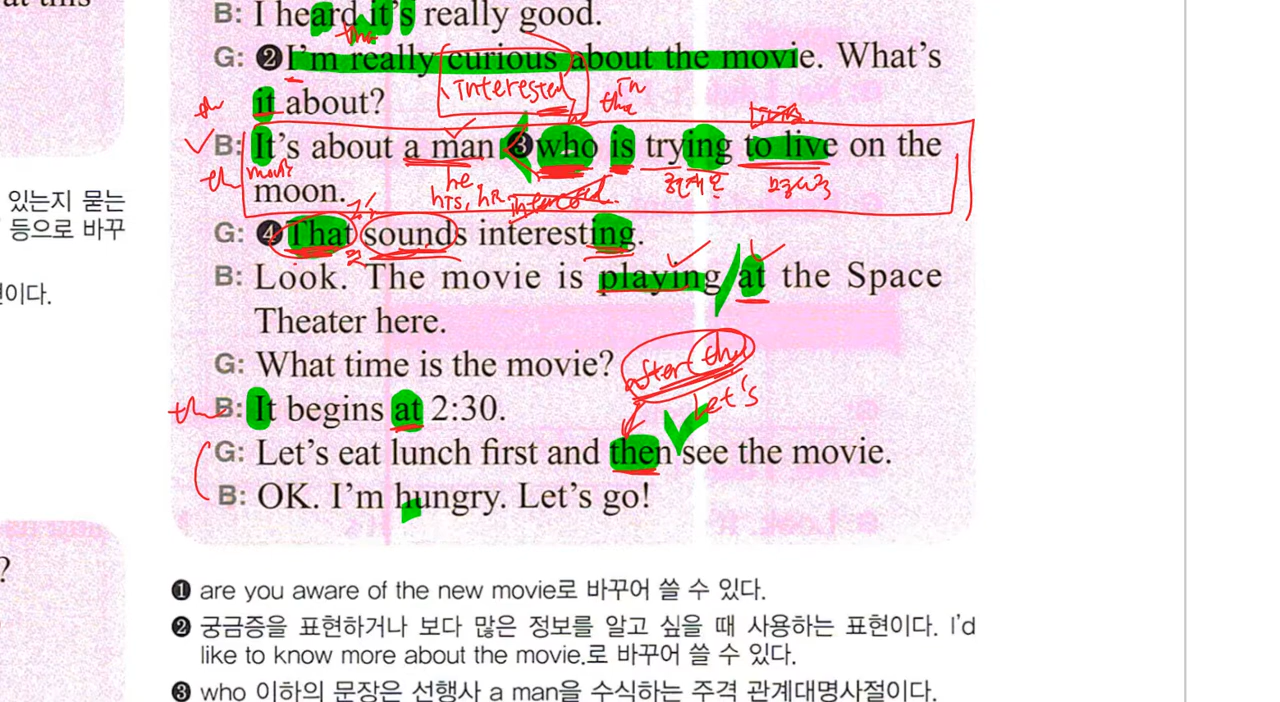 B: I heard it's really good.
G: ❷I'm really curious about the movie. What's
interested in
it about?
B: It's about a man ❸who is trying to live on the
moon.
movie he
his, his
현재진행
G: ❹That sounds interesting.
B: Look. The movie is playing at the Space
Theater here.
G: What time is the movie?
after that
B: It begins at 2:30.
Let's
G: Let's eat lunch first and then see the movie.
B: OK. I'm hungry. Let's go!
있는지 묻는
등으로 바꾸
이다.
?
❶ are you aware of the new movie로 바꾸어 쓸 수 있다.
❷ 궁금증을 표현하거나 보다 많은 정보를 알고 싶을 때 사용하는 표현이다. I'd
like to know more about the movie.로 바꾸어 쓸 수 있다.
❸ who 이하의 문장은 선행사 a man을 수식하는 주격 관계대명사절이다.